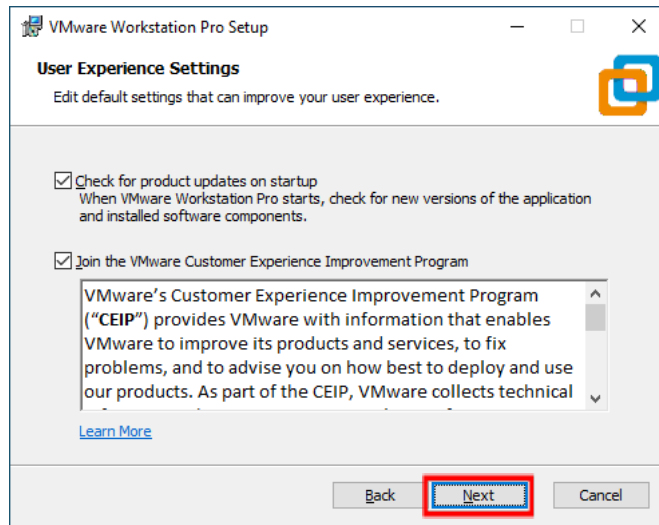 VMware Workstation Pro Setup
User Experience Settings
Edit default settings that can improve your user experience.
Check for product updates on startup
When VMware Workstation Pro starts, check for new versions of the application
and installed software components.
Join the VMware Customer Experience Improvement Program
VMware's Customer Experience Improvement Program
("CEIP") provides VMware with information that enables
VMware to improve its products and services, to fix
problems, and to advise you on how best to deploy and use
our products. As part of the CEIP, VMware collects technical
Learn More
Back Next Cancel